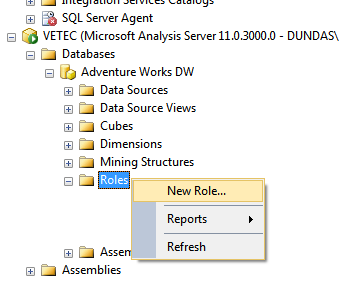 Integration Services Catalogs
SQL Server Agent
VETEC (Microsoft Analysis Server 11.0.3000.0 - DUNDAS\
Databases
Adventure Works DW
Data Sources
Data Source Views
Cubes
Dimensions
Mining Structures
Roles
New Role...
Reports
Refresh
Assem
Assemblies